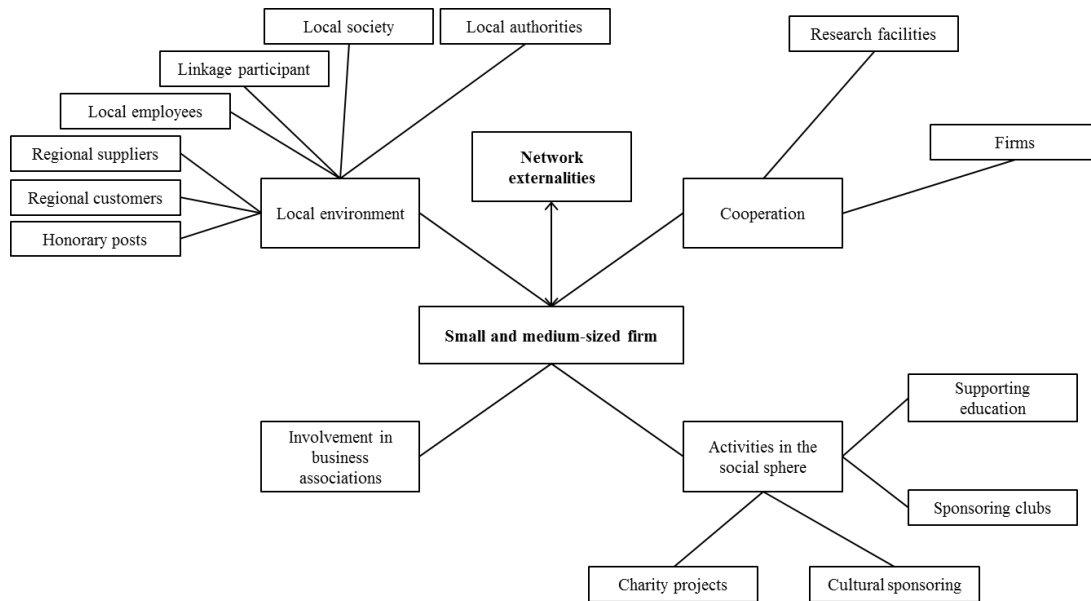 Local society
Local authorities
Research facilities
Linkage participant
Local employees
Regional suppliers
Regional customers
Honorary posts
Local environment
Network
externalities
Cooperation
Firms
Small and medium-sized firm
Involvement in
business
associations
Activities in the
social sphere
Supporting
education
Sponsoring clubs
Charity projects
Cultural sponsoring